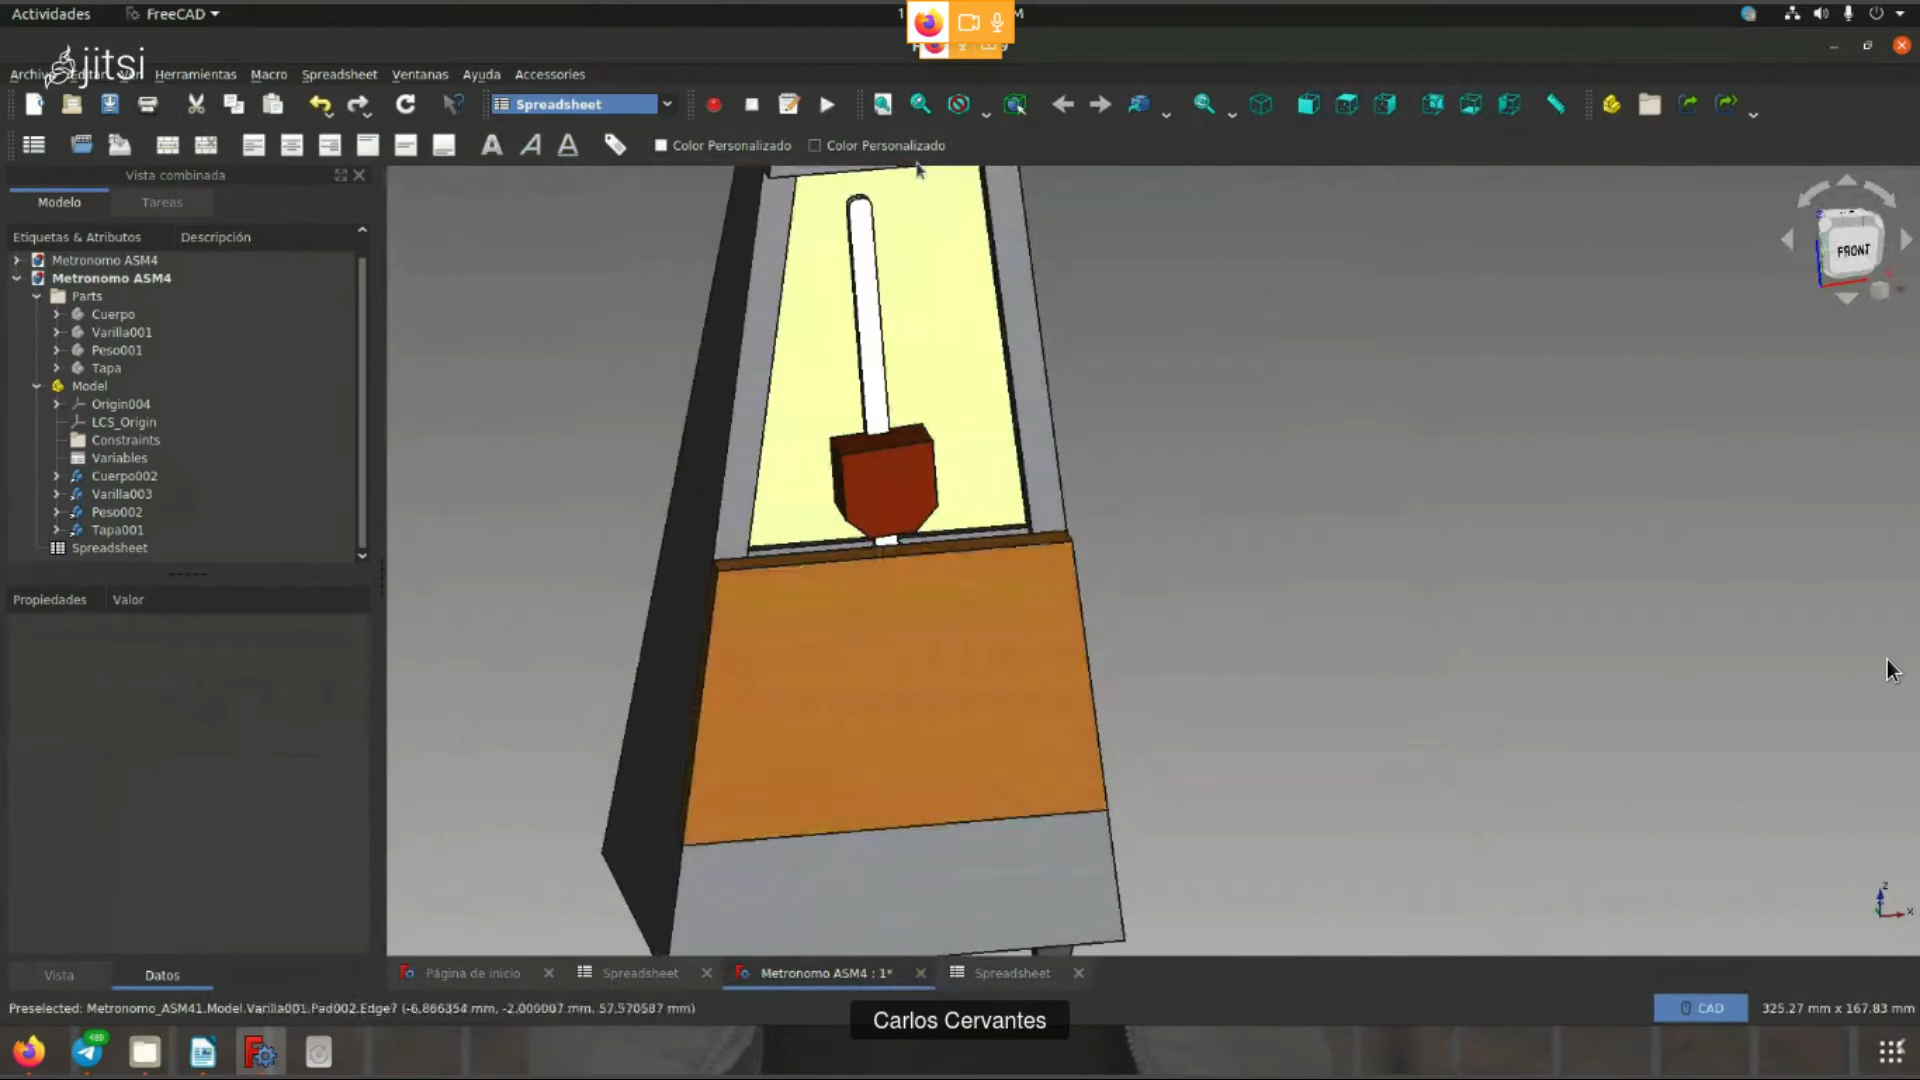 Actividades
FreeCAD
jitsi
Herramientas
Macro
Spreadsheet
Ventanas
Ayuda
Accessories
Spreadsheet
Color Personalizado
Color Personalizado
Vista combinada
Modelo
Tareas
Etiquetas & Atributos
Descripción
Metronomo ASM4
Metronomo ASM4
Parts
Cuerpo
Varilla001
Peso001
Tapa
Model
Origin004
LCS_Origin
Constraints
Variables
Cuerpo002
Varilla003
Peso002
Tapa001
Spreadsheet
Propiedades
Valor
FRONT
Z
X
Vista
Datos
Página de inicio
Spreadsheet
Metronomo ASM4 : 1*
Spreadsheet
Preselected: Metronomo_ASM41.Model.Varilla001.Pad002.Edge7 (-6,866354 mm, -2,000007 mm, 57,570587 mm)
Carlos Cervantes
CAD
325.27 mm x 167.83 mm
489